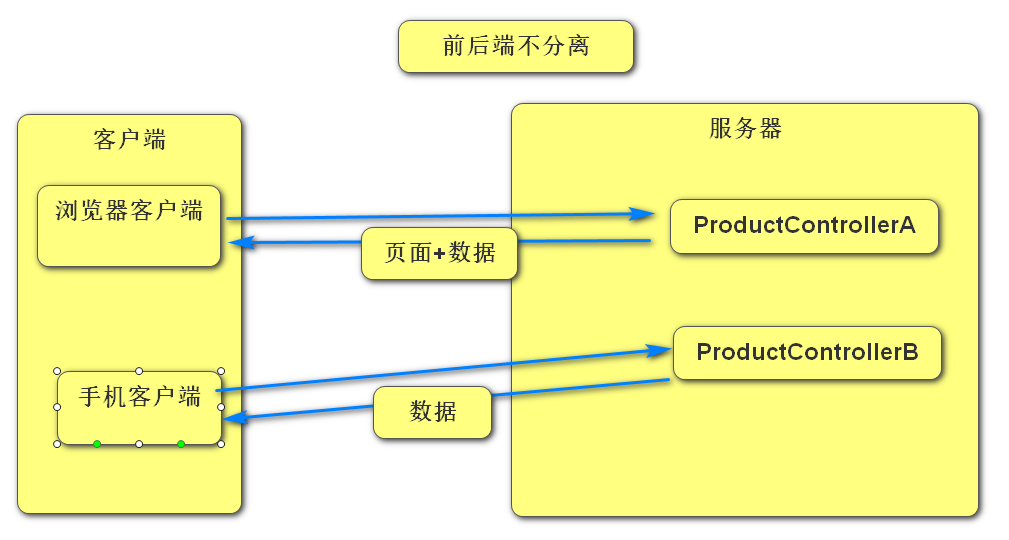 前后端不分离
客户端
服务器
浏览器客户端
ProductControllerA
页面+数据
ProductControllerB
手机客户端
数据